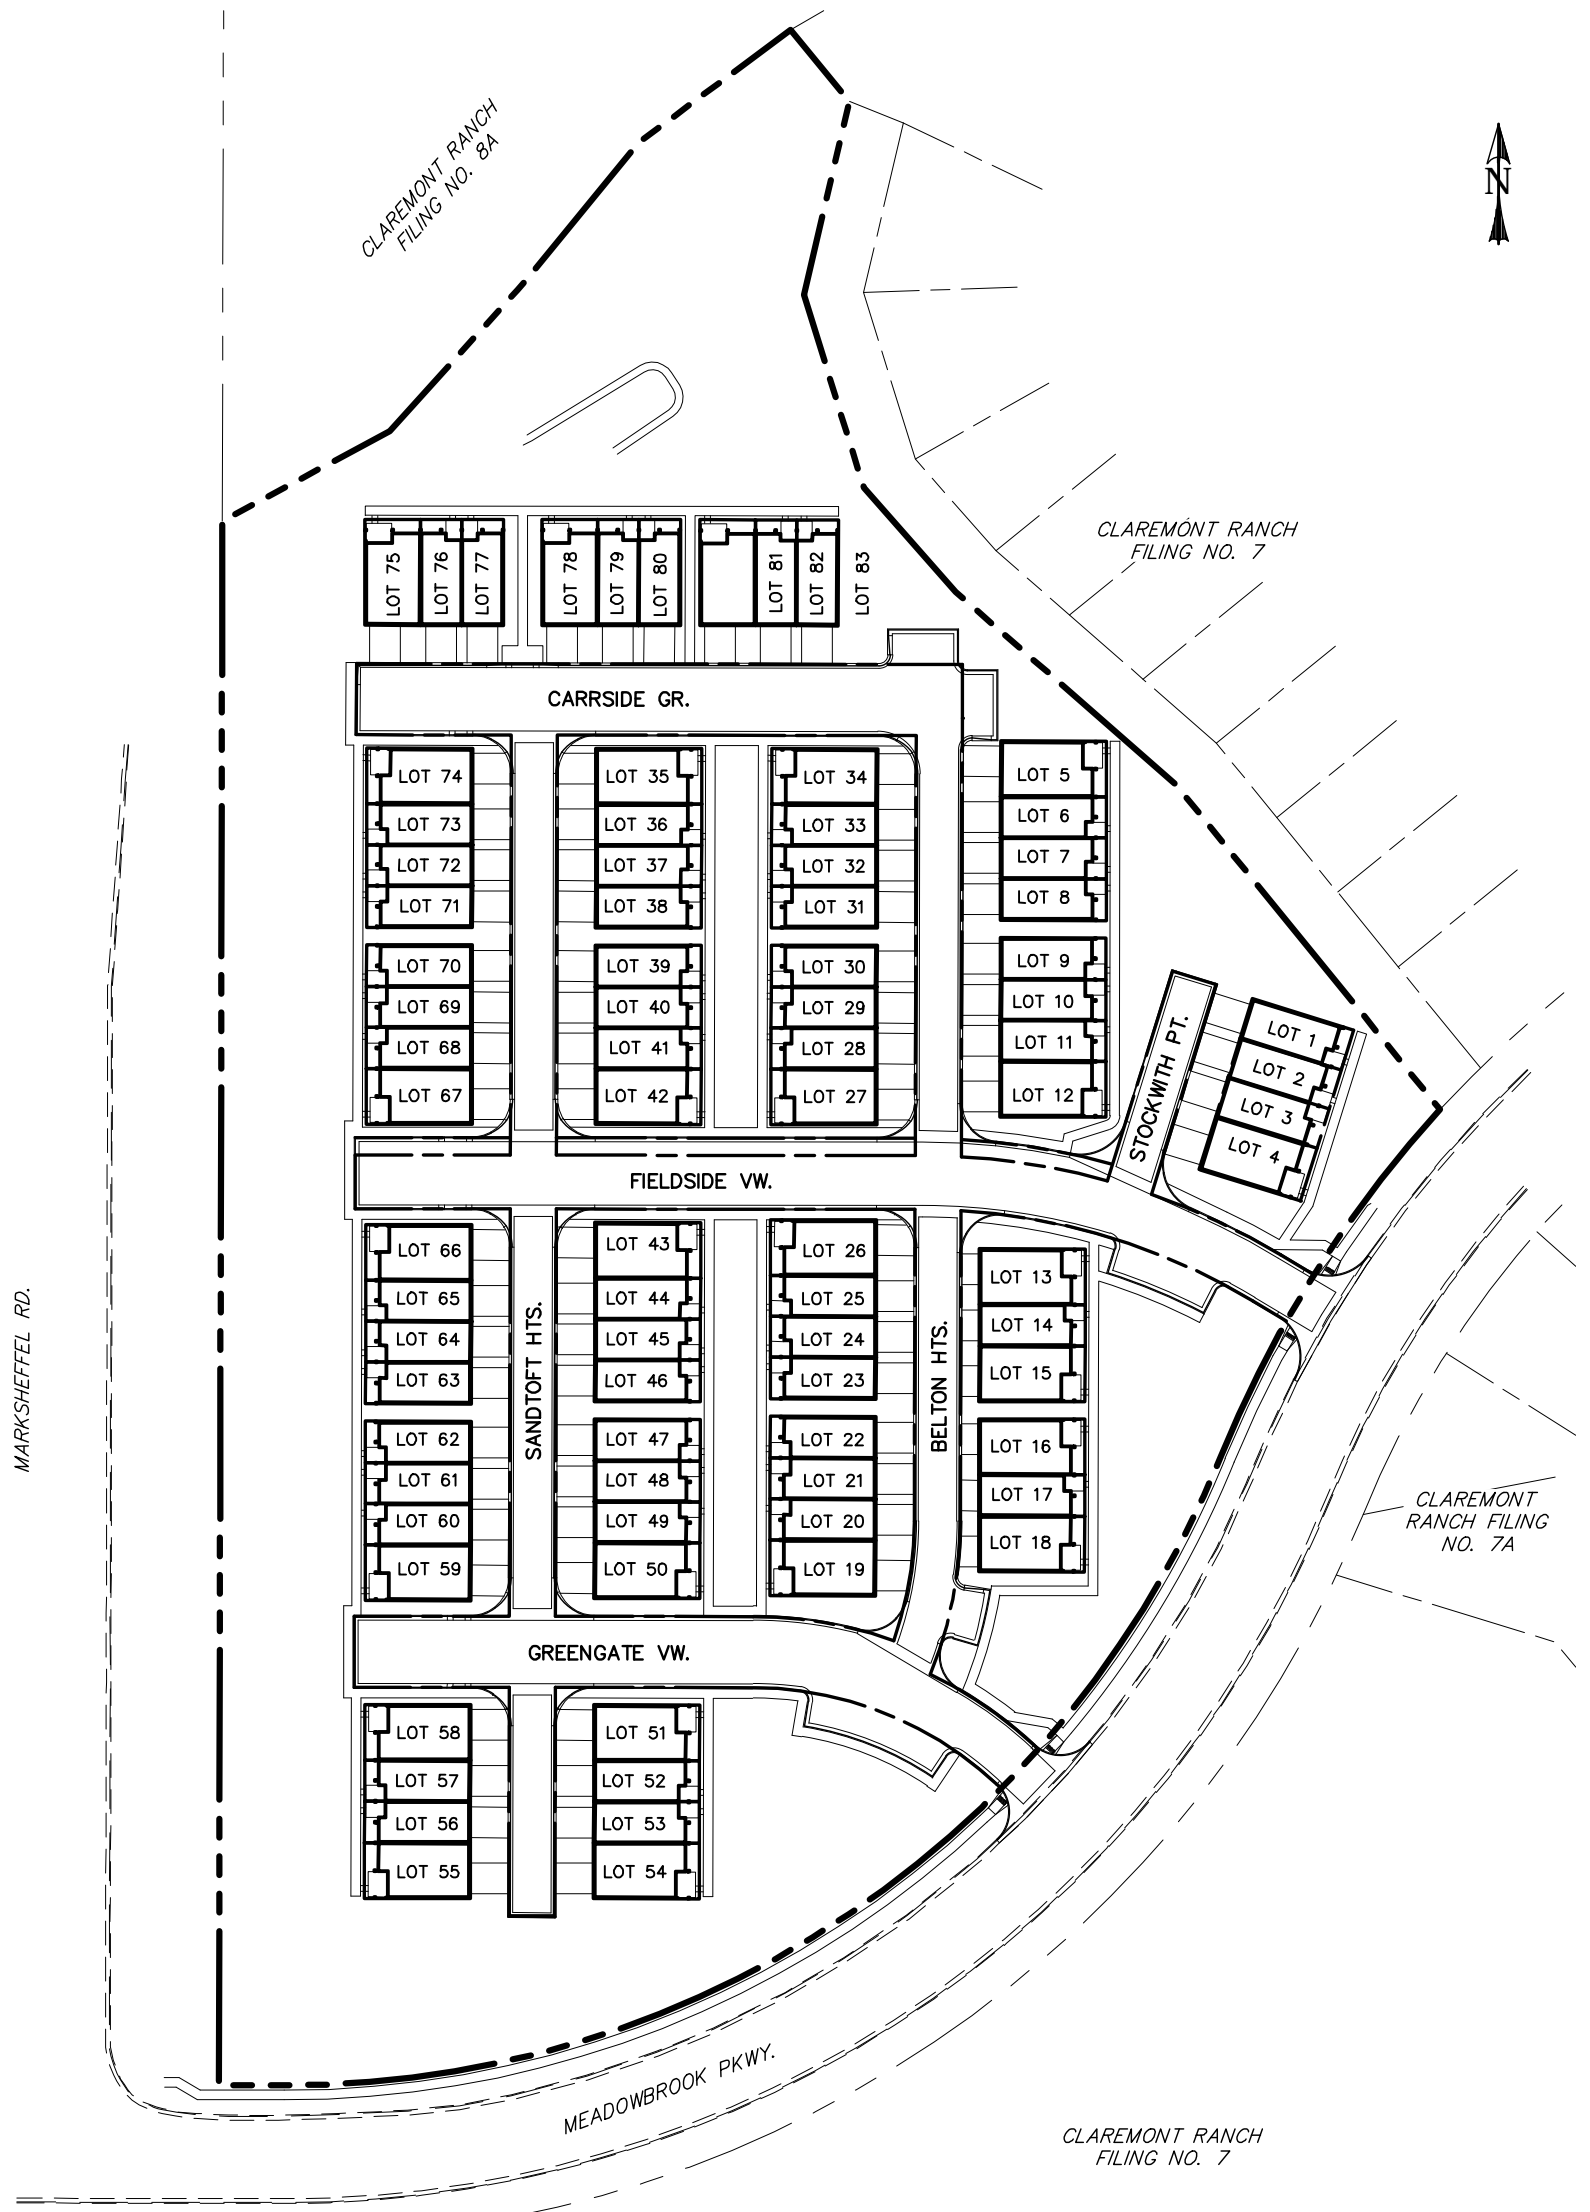 CLAREMONT RANCH
FILING NO. 8A
N
CLAREMONT RANCH
FILING NO. 7
LOT 75
LOT 76
LOT 77
LOT 78
LOT 79
LOT 80
LOT 81
LOT 82
LOT 83
CARRSIDE GR.
LOT 74
LOT 73
LOT 72
LOT 71
LOT 70
LOT 69
LOT 68
LOT 67
LOT 35
LOT 36
LOT 37
LOT 38
LOT 39
LOT 40
LOT 41
LOT 42
LOT 34
LOT 33
LOT 32
LOT 31
LOT 30
LOT 29
LOT 28
LOT 27
LOT 5
LOT 6
LOT 7
LOT 8
LOT 9
LOT 10
LOT 11
LOT 12
STOCKWITH PT.
LOT 1
LOT 2
LOT 3
LOT 4
FIELDSIDE VW.
MARKSHEFFEL RD.
LOT 66
LOT 65
LOT 64
LOT 63
LOT 62
LOT 61
LOT 60
LOT 59
SANDTOFT HTS.
LOT 43
LOT 44
LOT 45
LOT 46
LOT 47
LOT 48
LOT 49
LOT 50
LOT 26
LOT 25
LOT 24
LOT 23
LOT 22
LOT 21
LOT 20
LOT 19
BELTON HTS.
LOT 13
LOT 14
LOT 15
LOT 16
LOT 17
LOT 18
CLAREMONT
RANCH FILING
NO. 7A
GREENGATE VW.
LOT 58
LOT 57
LOT 56
LOT 55
LOT 51
LOT 52
LOT 53
LOT 54
MEADOWBROOK PKWY.
CLAREMONT RANCH
FILING NO. 7